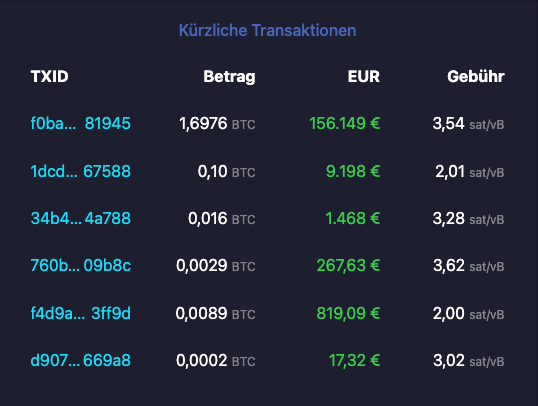 Kürzliche Transaktionen
TXID Betrag EUR Gebühr
f0ba... 81945 1,6976 BTC 156.149 € 3,54 sat/vB
1dcd... 67588 0,10 BTC 9.198 € 2,01 sat/vB
34b4... 4a788 0,016 BTC 1.468 € 3,28 sat/vB
760b... 09b8c 0,0029 BTC 267,63 € 3,62 sat/vB
f4d9a... 3ff9d 0,0089 BTC 819,09 € 2,00 sat/vB
d907... 669a8 0,0002 BTC 17,32 € 3,02 sat/vB